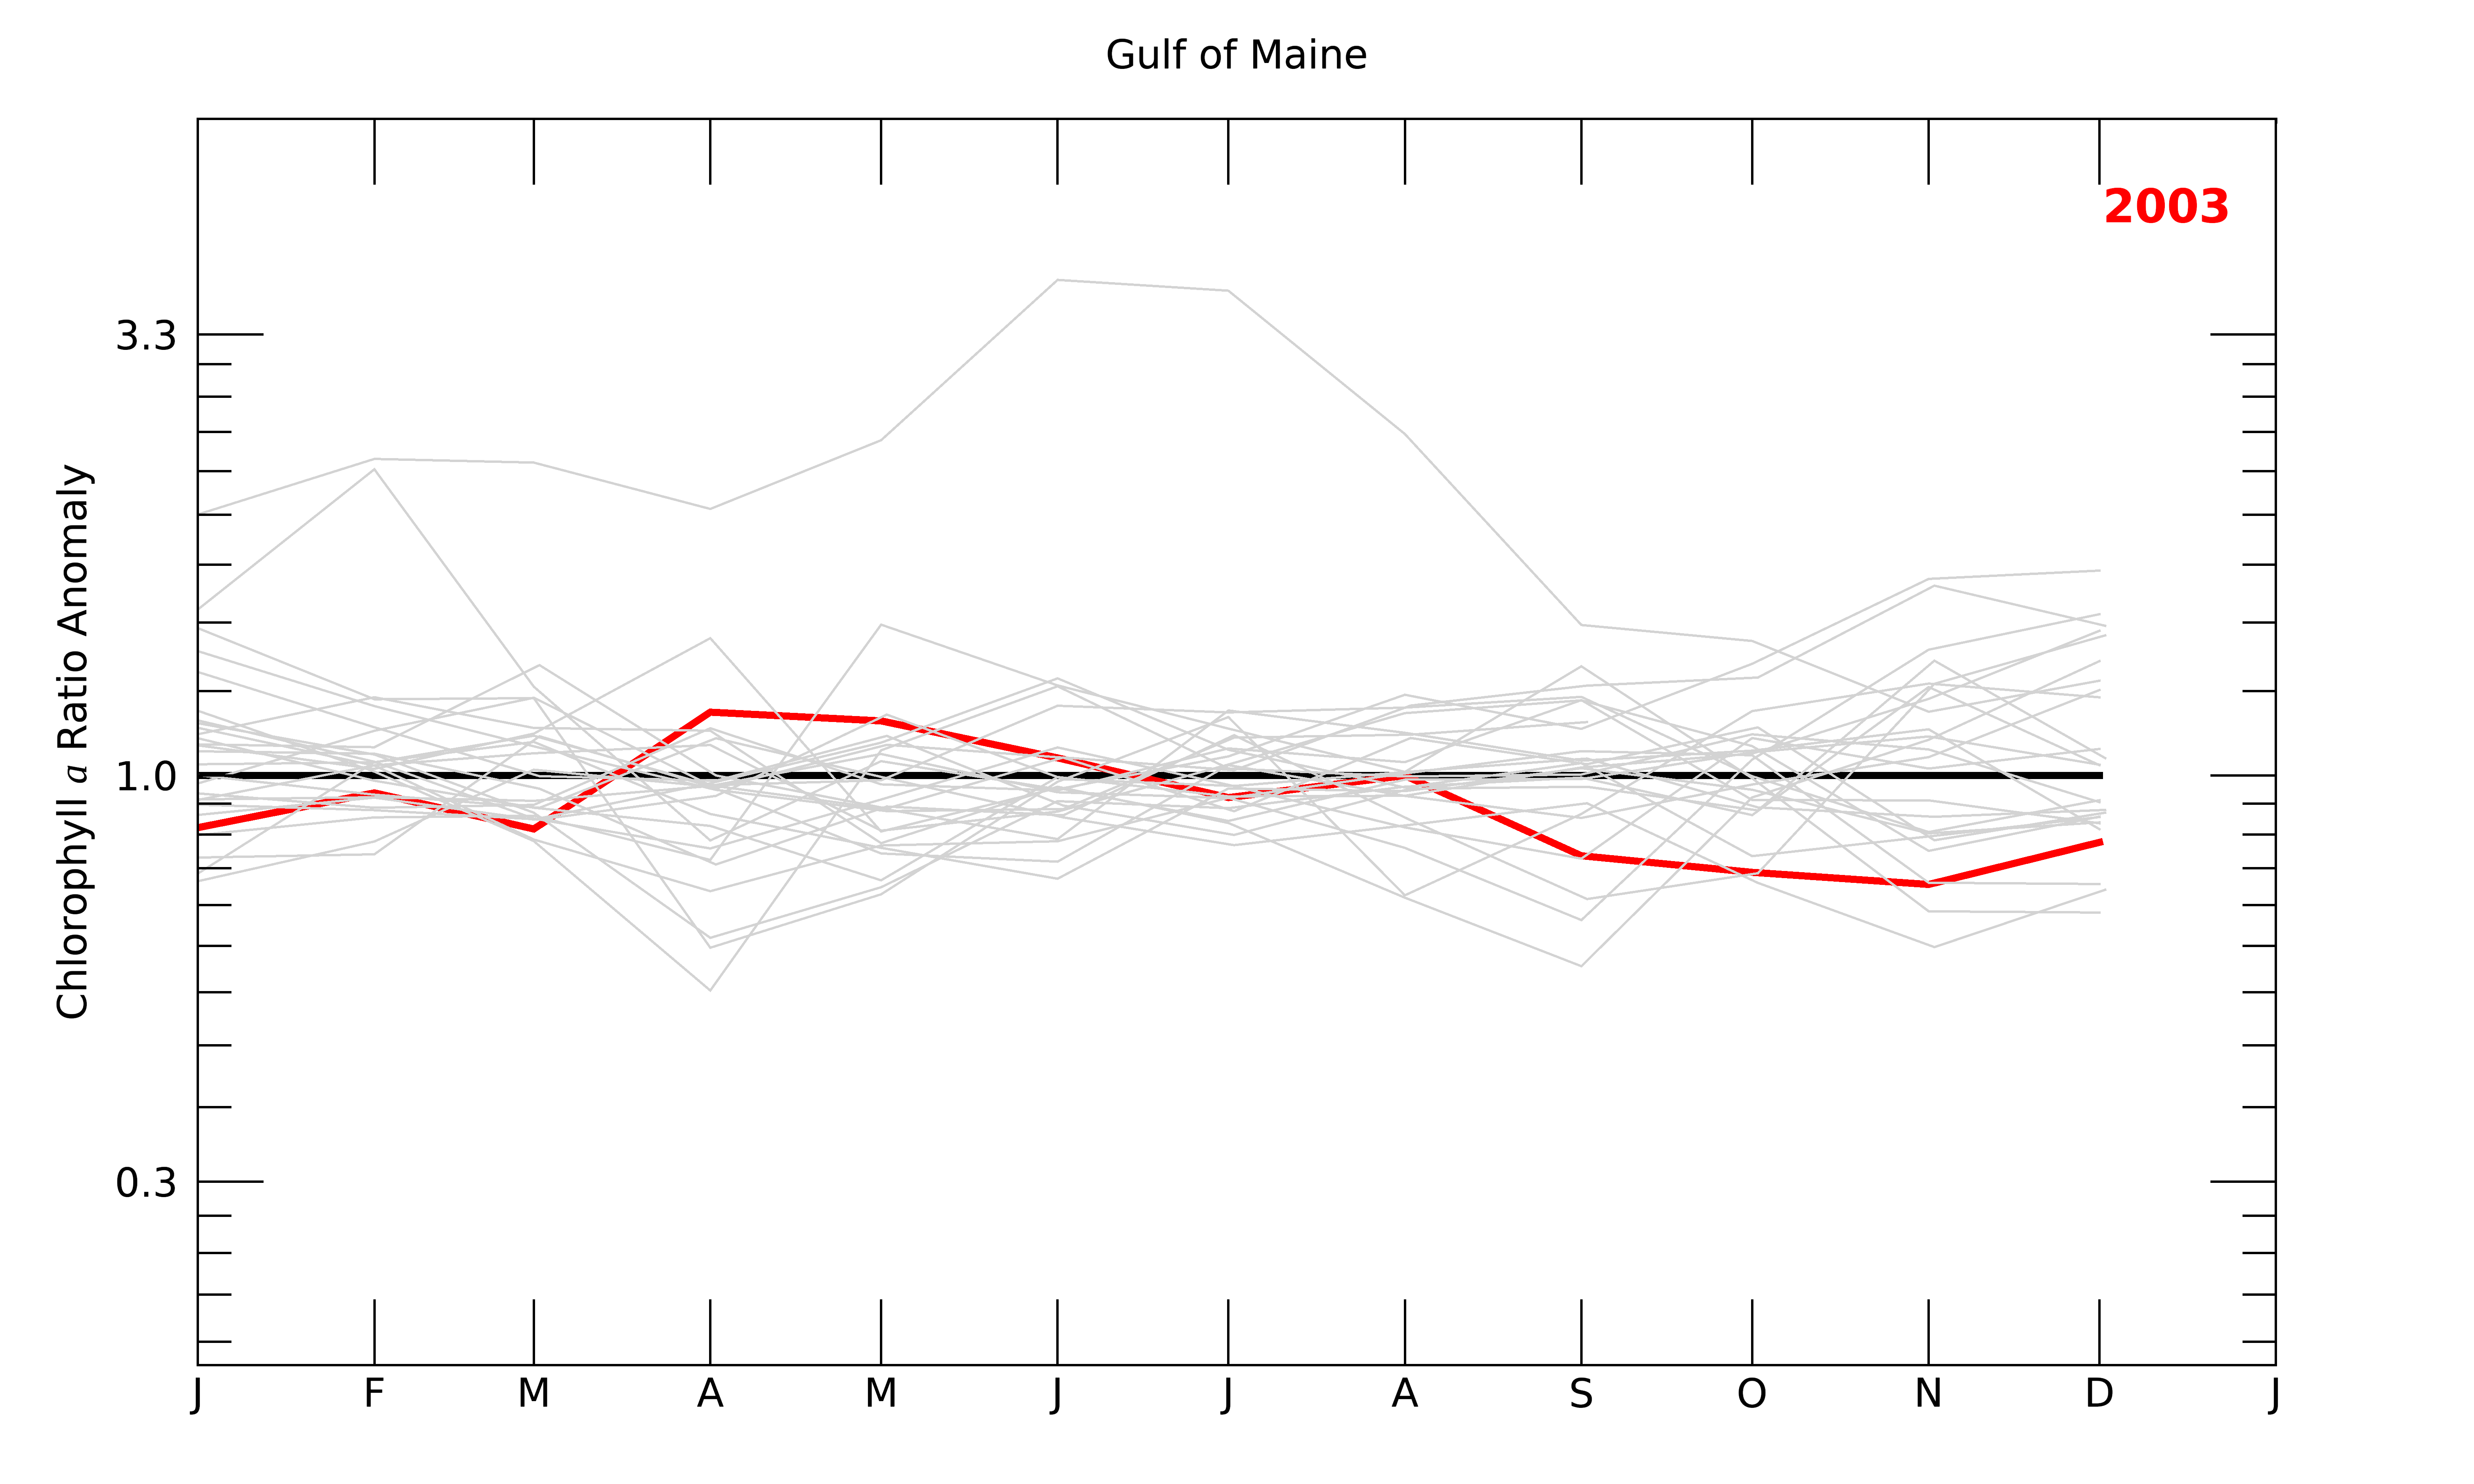 Gulf of Maine
2003
3.3
1.0
0.3
Chlorophyll a Ratio Anomaly
J F M A M J J A S O N D J